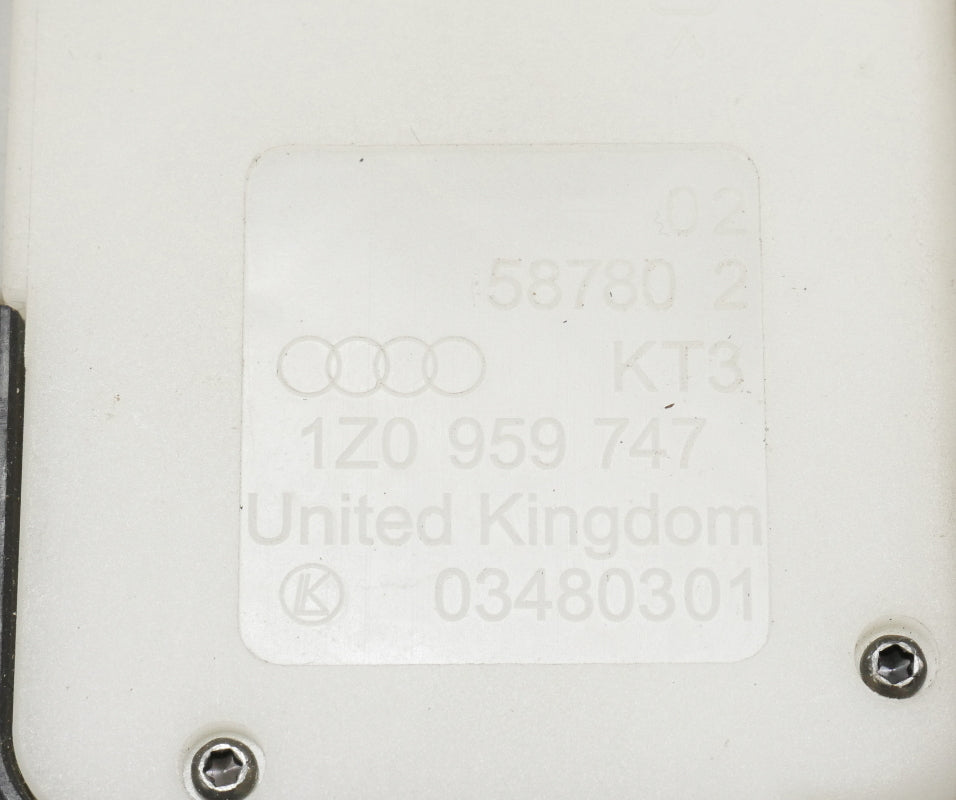 02
58780 2
KT3
1Z0 959 747
United Kingdom
K 03480301